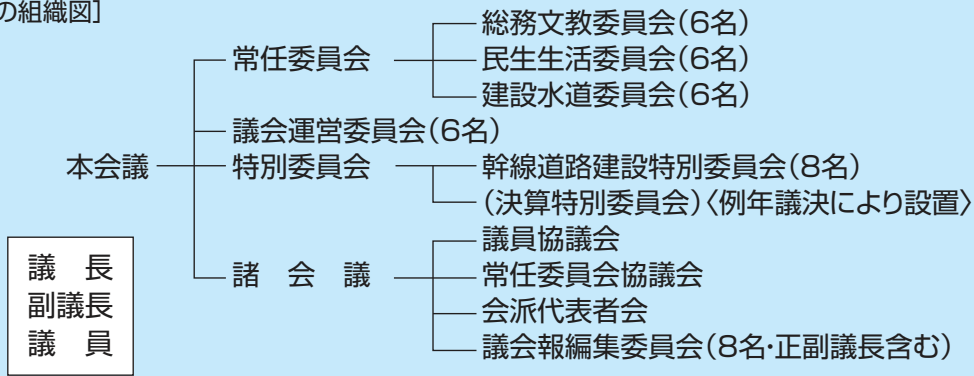 の組織図]
総務文教委員会(6名)
常任委員会
民生生活委員会(6名)
建設水道委員会(6名)
議会運営委員会(6名)
本会議
特別委員会
幹線道路建設特別委員会(8名)
(決算特別委員会)〈例年議決により設置〉
議員協議会
諸 会 議
常任委員会協議会
会派代表者会
議会報編集委員会(8名・正副議長含む)
議 長
副議長
議 員